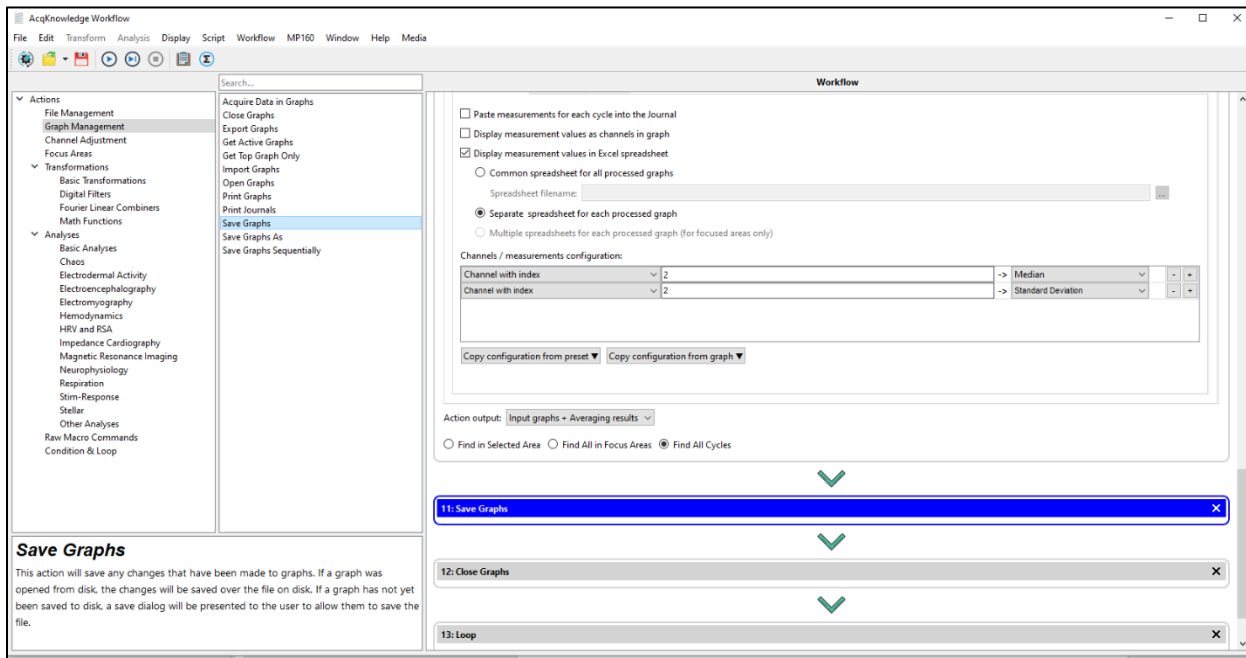 AcqKnowledge Workflow
File Edit Transform Analysis Display Script Workflow MP160 Window Help Media
Search...
Workflow
Actions
File Management
Graph Management
Channel Adjustment
Focus Areas
Transformations
Basic Transformations
Digital Filters
Fourier Linear Combiners
Math Functions
Analyses
Basic Analyses
Chaos
Electrodermal Activity
Electroencephalography
Electromyography
Hemodynamics
HRV and RSA
Impedance Cardiography
Magnetic Resonance Imaging
Neurophysiology
Respiration
Stim-Response
Stellar
Other Analyses
Raw Macro Commands
Condition & Loop
Acquire Data in Graphs
Close Graphs
Export Graphs
Get Active Graphs
Get Top Graph Only
Import Graphs
Open Graphs
Print Graphs
Print Journals
Save Graphs
Save Graphs As
Save Graphs Sequentially
Save Graphs
This action will save any changes that have been made to graphs. If a graph was
opened from disk, the changes will be saved over the file on disk. If a graph has not yet
been saved to disk, a save dialog will be presented to the user to allow them to save the
file.
Paste measurements for each cycle into the Journal
Display measurement values as channels in graph
Display measurement values in Excel spreadsheet
Common spreadsheet for all processed graphs
Spreadsheet filename: ...
Separate spreadsheet for each processed graph
Multiple spreadsheets for each processed graph (for focused areas only)
Channels / measurements configuration:
Channel with index 2 -> Median - +
Channel with index 2 -> Standard Deviation - +
Copy configuration from preset ▼ Copy configuration from graph ▼
Action output: Input graphs + Averaging results
Find in Selected Area Find All in Focus Areas Find All Cycles
11: Save Graphs
12: Close Graphs
13: Loop